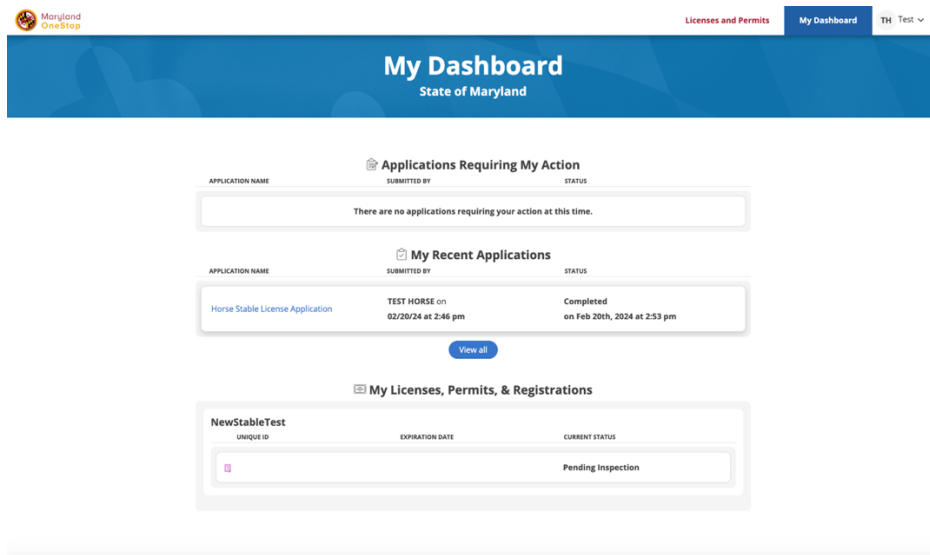 Maryland
OneStop
Licenses and Permits
My Dashboard
TH Test
My Dashboard
State of Maryland
Applications Requiring My Action
APPLICATION NAME SUBMITTED BY STATUS
There are no applications requiring your action at this time.
My Recent Applications
APPLICATION NAME SUBMITTED BY STATUS
Horse Stable License Application
TEST HORSE on
02/20/24 at 2:46 pm
Completed
on Feb 20th, 2024 at 2:53 pm
View all
My Licenses, Permits, & Registrations
NewStableTest
UNIQUE ID EXPIRATION DATE CURRENT STATUS
Pending Inspection